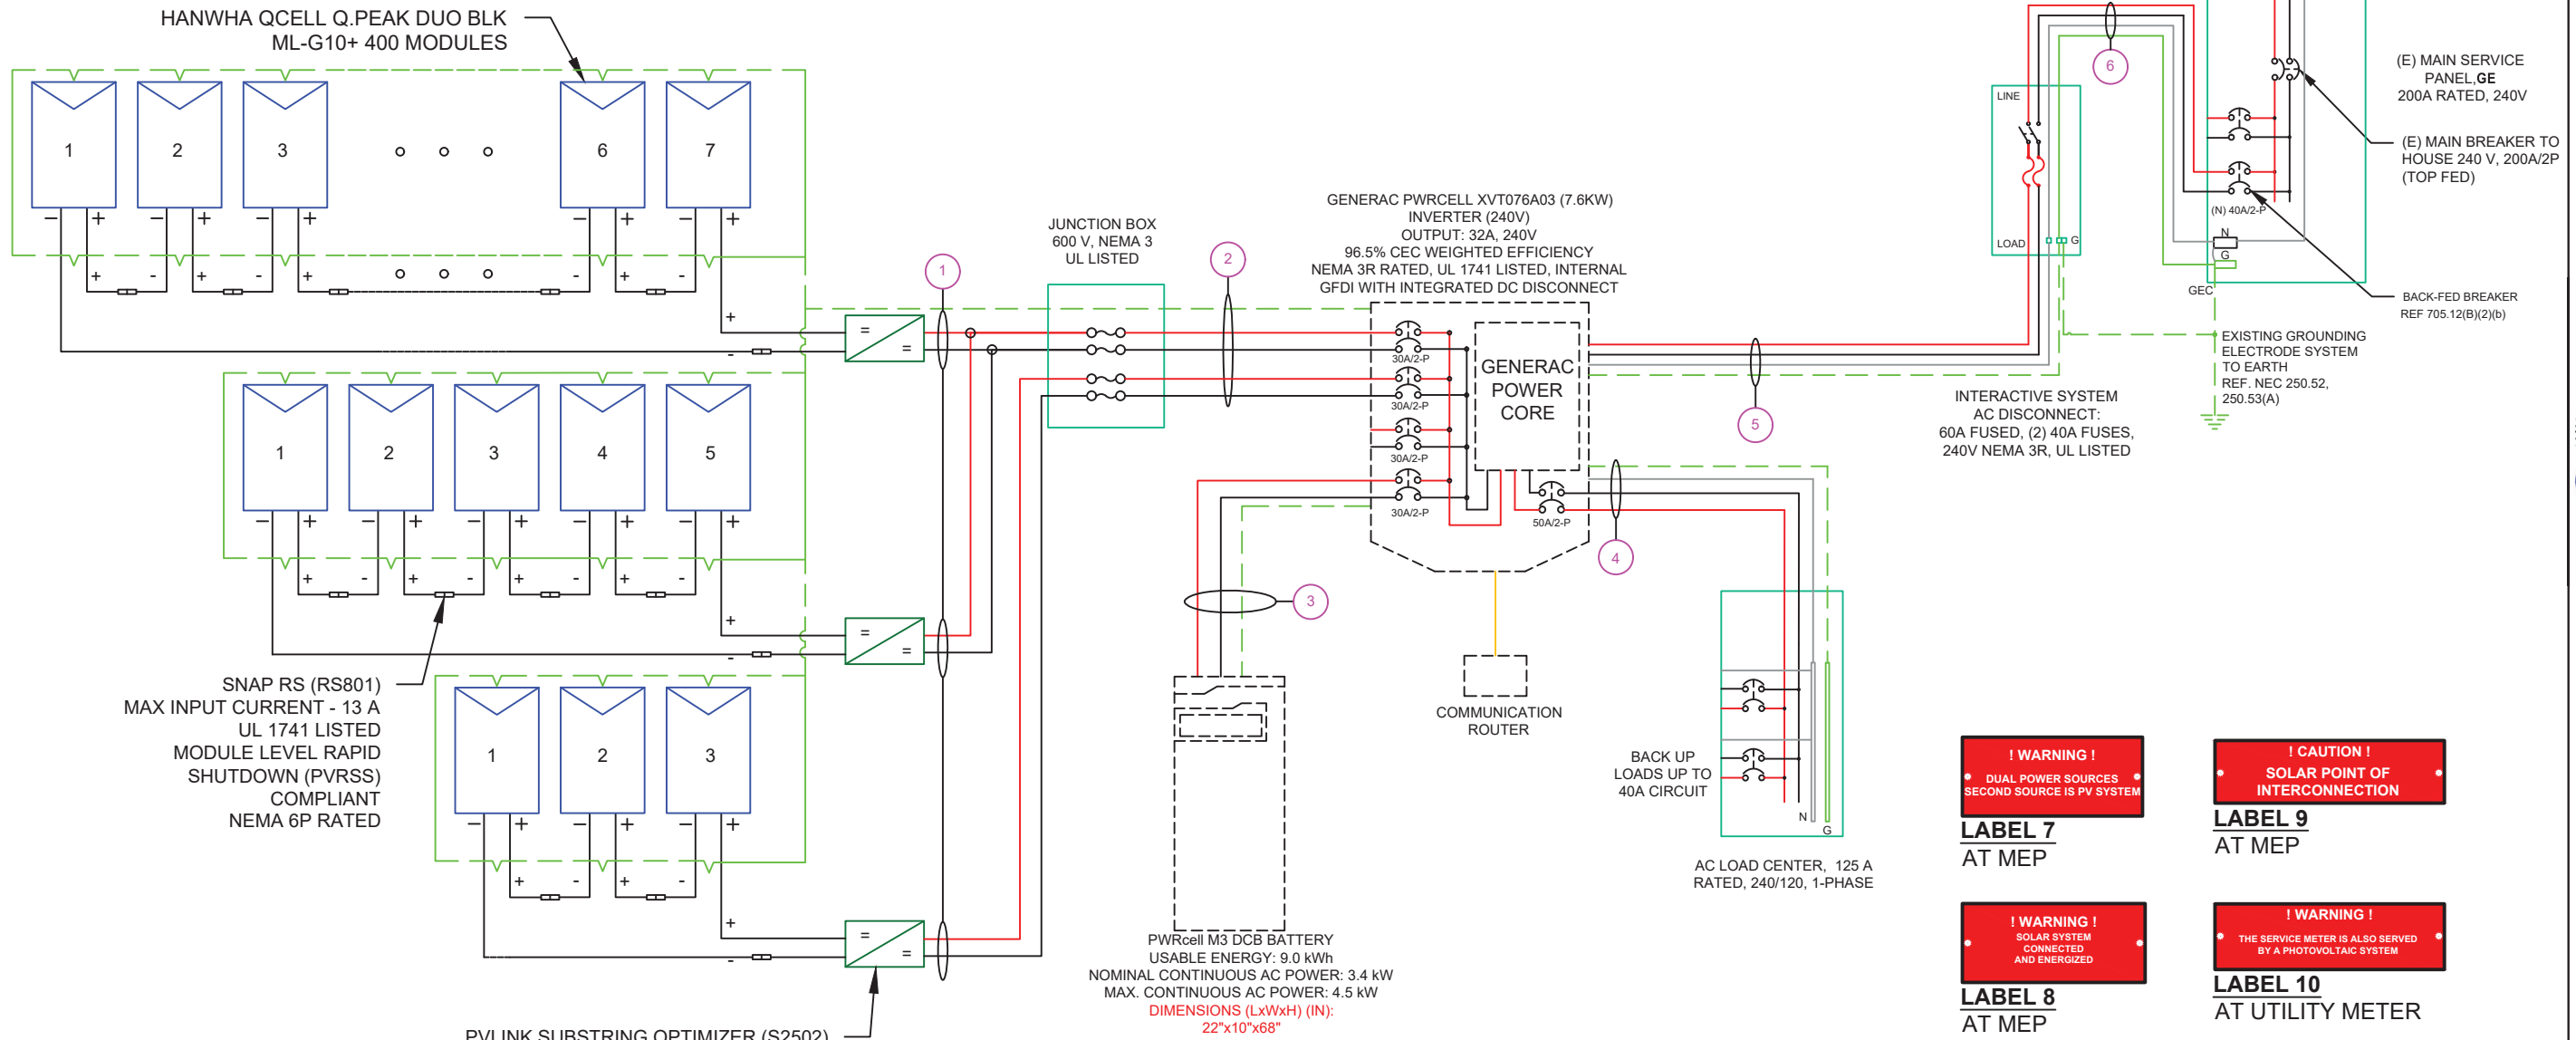 HANWHA QCELL Q.PEAK DUO BLK
ML-G10+ 400 MODULES
1
2
3
6
7
− + − + − + − + − +
+ - + - + - + -
+
-
1
2
3
4
5
− + − + − + − + − +
+ - + - + - + -
+
-
1
2
3
− + − + − +
+ - + -
+
-
SNAP RS (RS801)
MAX INPUT CURRENT - 13 A
UL 1741 LISTED
MODULE LEVEL RAPID
SHUTDOWN (PVRSS)
COMPLIANT
NEMA 6P RATED
PVLINK SUBSTRING OPTIMIZER (S2502)
= =
= =
= =
1
JUNCTION BOX
600 V, NEMA 3
UL LISTED
2
GENERAC PWRCELL XVT076A03 (7.6KW)
INVERTER (240V)
OUTPUT: 32A, 240V
96.5% CEC WEIGHTED EFFICIENCY
NEMA 3R RATED, UL 1741 LISTED, INTERNAL
GFDI WITH INTEGRATED DC DISCONNECT
30A/2-P
30A/2-P
30A/2-P
30A/2-P
GENERAC
POWER
CORE
50A/2-P
3
4
5
6
PWRcell M3 DCB BATTERY
USABLE ENERGY: 9.0 kWh
NOMINAL CONTINUOUS AC POWER: 3.4 kW
MAX. CONTINUOUS AC POWER: 4.5 kW
DIMENSIONS (LxWxH) (IN):
22"x10"x68"
COMMUNICATION
ROUTER
BACK UP
LOADS UP TO
40A CIRCUIT
N
G
AC LOAD CENTER, 125 A
RATED, 240/120, 1-PHASE
LINE
LOAD
G
INTERACTIVE SYSTEM
AC DISCONNECT:
60A FUSED, (2) 40A FUSES,
240V NEMA 3R, UL LISTED
(E) MAIN SERVICE
PANEL,GE
200A RATED, 240V
(E) MAIN BREAKER TO
HOUSE 240 V, 200A/2P
(TOP FED)
(N) 40A/2-P
N
G
GEC
BACK-FED BREAKER
REF 705.12(B)(2)(b)
EXISTING GROUNDING
ELECTRODE SYSTEM
TO EARTH
REF. NEC 250.52,
250.53(A)
! WARNING !
DUAL POWER SOURCES
SECOND SOURCE IS PV SYSTEM
LABEL 7
AT MEP
! CAUTION !
SOLAR POINT OF
INTERCONNECTION
LABEL 9
AT MEP
! WARNING !
SOLAR SYSTEM
CONNECTED
AND ENERGIZED
LABEL 8
AT MEP
! WARNING !
THE SERVICE METER IS ALSO SERVED
BY A PHOTOVOLTAIC SYSTEM
LABEL 10
AT UTILITY METER